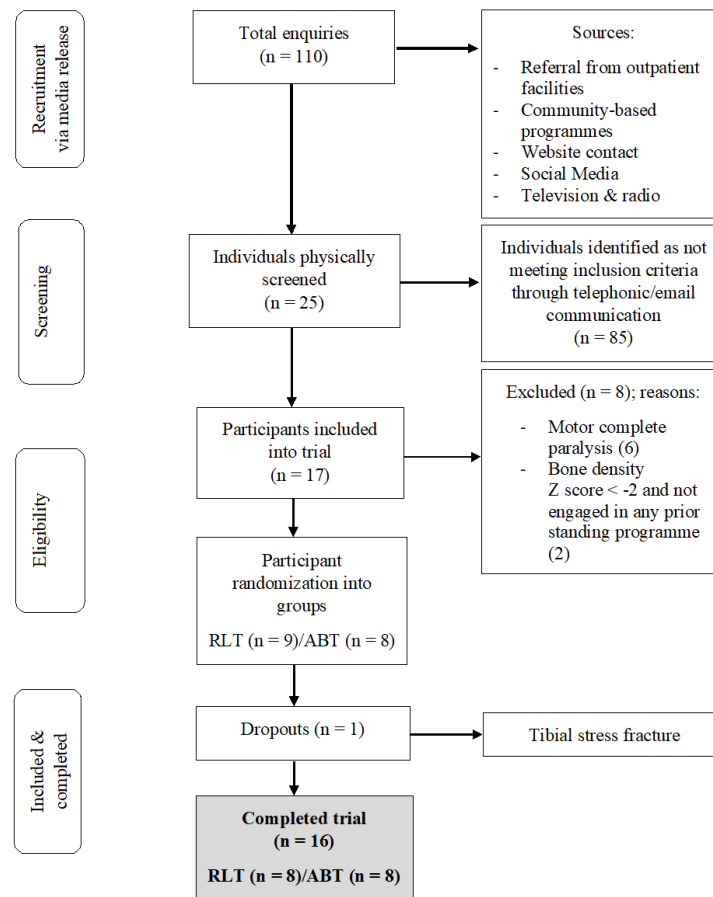 Recruitment
via media release
Total enquiries
(n = 110)
Sources:
- Referral from outpatient
facilities
- Community-based
programmes
- Website contact
- Social Media
- Television & radio
Screening
Individuals physically
screened
(n = 25)
Individuals identified as not
meeting inclusion criteria
through telephonic/email
communication
(n = 85)
Eligibility
Participants included
into trial
(n = 17)
Excluded (n = 8); reasons:
- Motor complete
paralysis (6)
- Bone density
Z score < -2 and not
engaged in any prior
standing programme
(2)
Participant
randomization into
groups
RLT (n = 9)/ABT (n = 8)
Included &
completed
Dropouts (n = 1)
Tibial stress fracture
Completed trial
(n = 16)
RLT (n = 8)/ABT (n = 8)